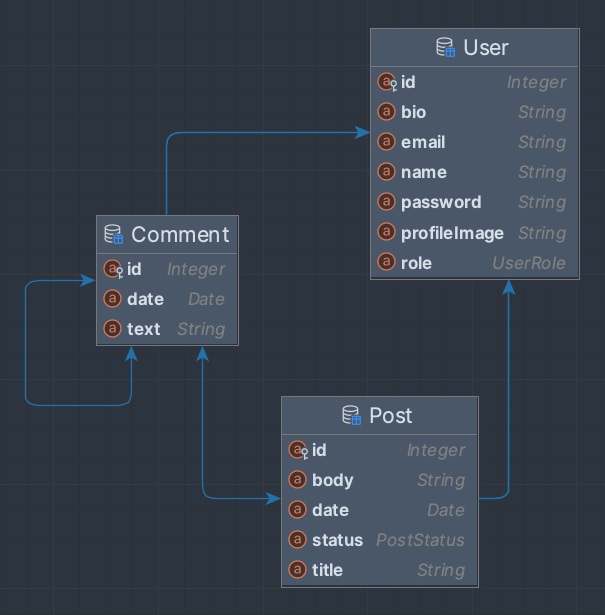 User
id Integer
bio String
email String
name String
password String
profileImage String
role UserRole
Comment
id Integer
date Date
text String
Post
id Integer
body String
date Date
status PostStatus
title String